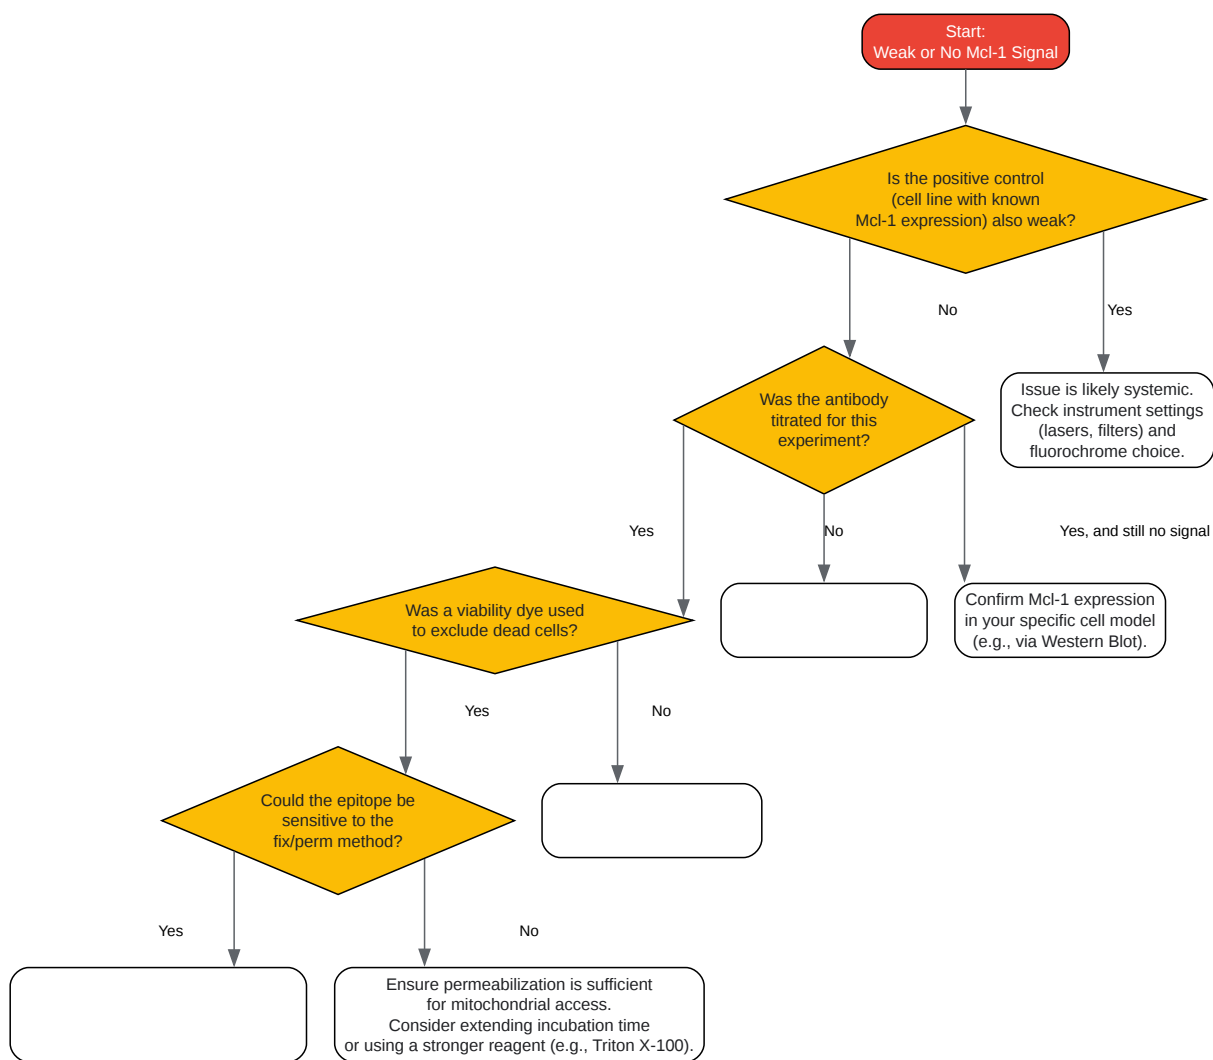 Start:
Weak or No Mcl-1 Signal
Is the positive control
(cell line with known
Mcl-1 expression) also weak?
No
Yes
Was the antibody
titrated for this
experiment?
Issue is likely systemic.
Check instrument settings
(lasers, filters) and
fluorochrome choice.
Yes
No
Yes, and still no signal
Was a viability dye used
to exclude dead cells?
Confirm Mcl-1 expression
in your specific cell model
(e.g., via Western Blot).
Yes
No
Could the epitope be
sensitive to the
fix/perm method?
Yes
No
Ensure permeabilization is sufficient
for mitochondrial access.
Consider extending incubation time
or using a stronger reagent (e.g., Triton X-100).